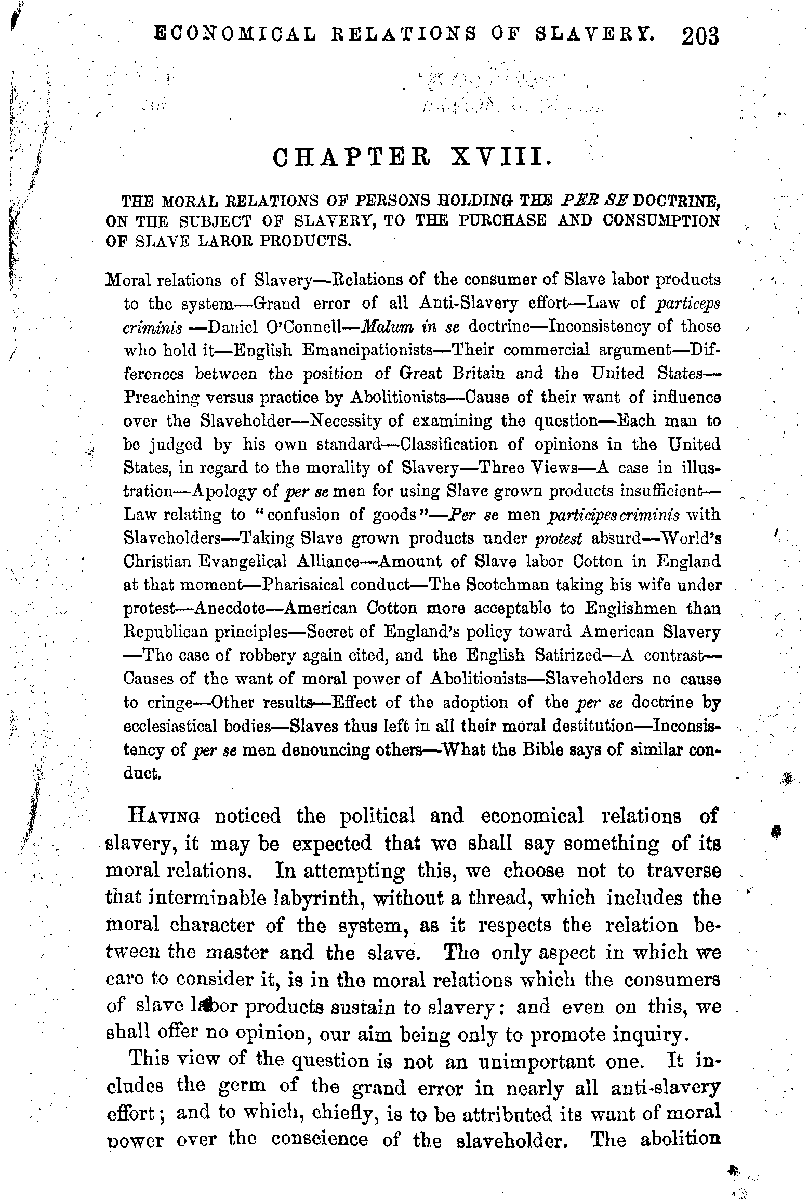 ECONOMICAL RELATIONS OF SLAVERY. 203
CHAPTER XVIII.
THE MORAL RELATIONS OF PERSONS HOLDING THE PER SE DOCTRINE,
ON THE SUBJECT OF SLAVERY, TO THE PURCHASE AND CONSUMPTION
OF SLAVE LABOR PRODUCTS.
Moral relations of Slavery—Relations of the consumer of Slave labor products
to the system—Grand error of all Anti-Slavery effort—Law of particeps
criminis—Daniel O'Connell—Malum in se doctrine—Inconsistency of those
who hold it—English Emancipationists—Their commercial argument—Dif-
ferences between the position of Great Britain and the United States—
Preaching versus practice by Abolitionists—Cause of their want of influence
over the Slaveholder—Necessity of examining the question—Each man to
be judged by his own standard—Classification of opinions in the United
States, in regard to the morality of Slavery—Three Views—A case in illus-
tration—Apology of per se men for using Slave grown products insufficient—
Law relating to "confusion of goods"—Per se men participes criminis with
Slaveholders—Taking Slave grown products under protest absurd—World's
Christian Evangelical Alliance—Amount of Slave labor Cotton in England
at that moment—Pharisaical conduct—The Scotchman taking his wife under
protest—Anecdote—American Cotton more acceptable to Englishmen than
Republican principles—Secret of England's policy toward American Slavery
—The case of robbery again cited, and the English Satirized—A contrast—
Causes of the want of moral power of Abolitionists—Slaveholders no cause
to cringe—Other results—Effect of the adoption of the per se doctrine by
ecclesiastical bodies—Slaves thus left in all their moral destitution—Inconsis-
tency of per se men denouncing others—What the Bible says of similar con-
duct.
HAVING noticed the political and economical relations of
slavery, it may be expected that we shall say something of its
moral relations. In attempting this, we choose not to traverse
that interminable labyrinth, without a thread, which includes the
moral character of the system, as it respects the relation be-
tween the master and the slave. The only aspect in which we
care to consider it, is in the moral relations which the consumers
of slave labor products sustain to slavery: and even on this, we
shall offer no opinion, our aim being only to promote inquiry.
This view of the question is not an unimportant one. It in-
cludes the germ of the grand error in nearly all anti-slavery
effort; and to which, chiefly, is to be attributed its want of moral
power over the conscience of the slaveholder. The abolition